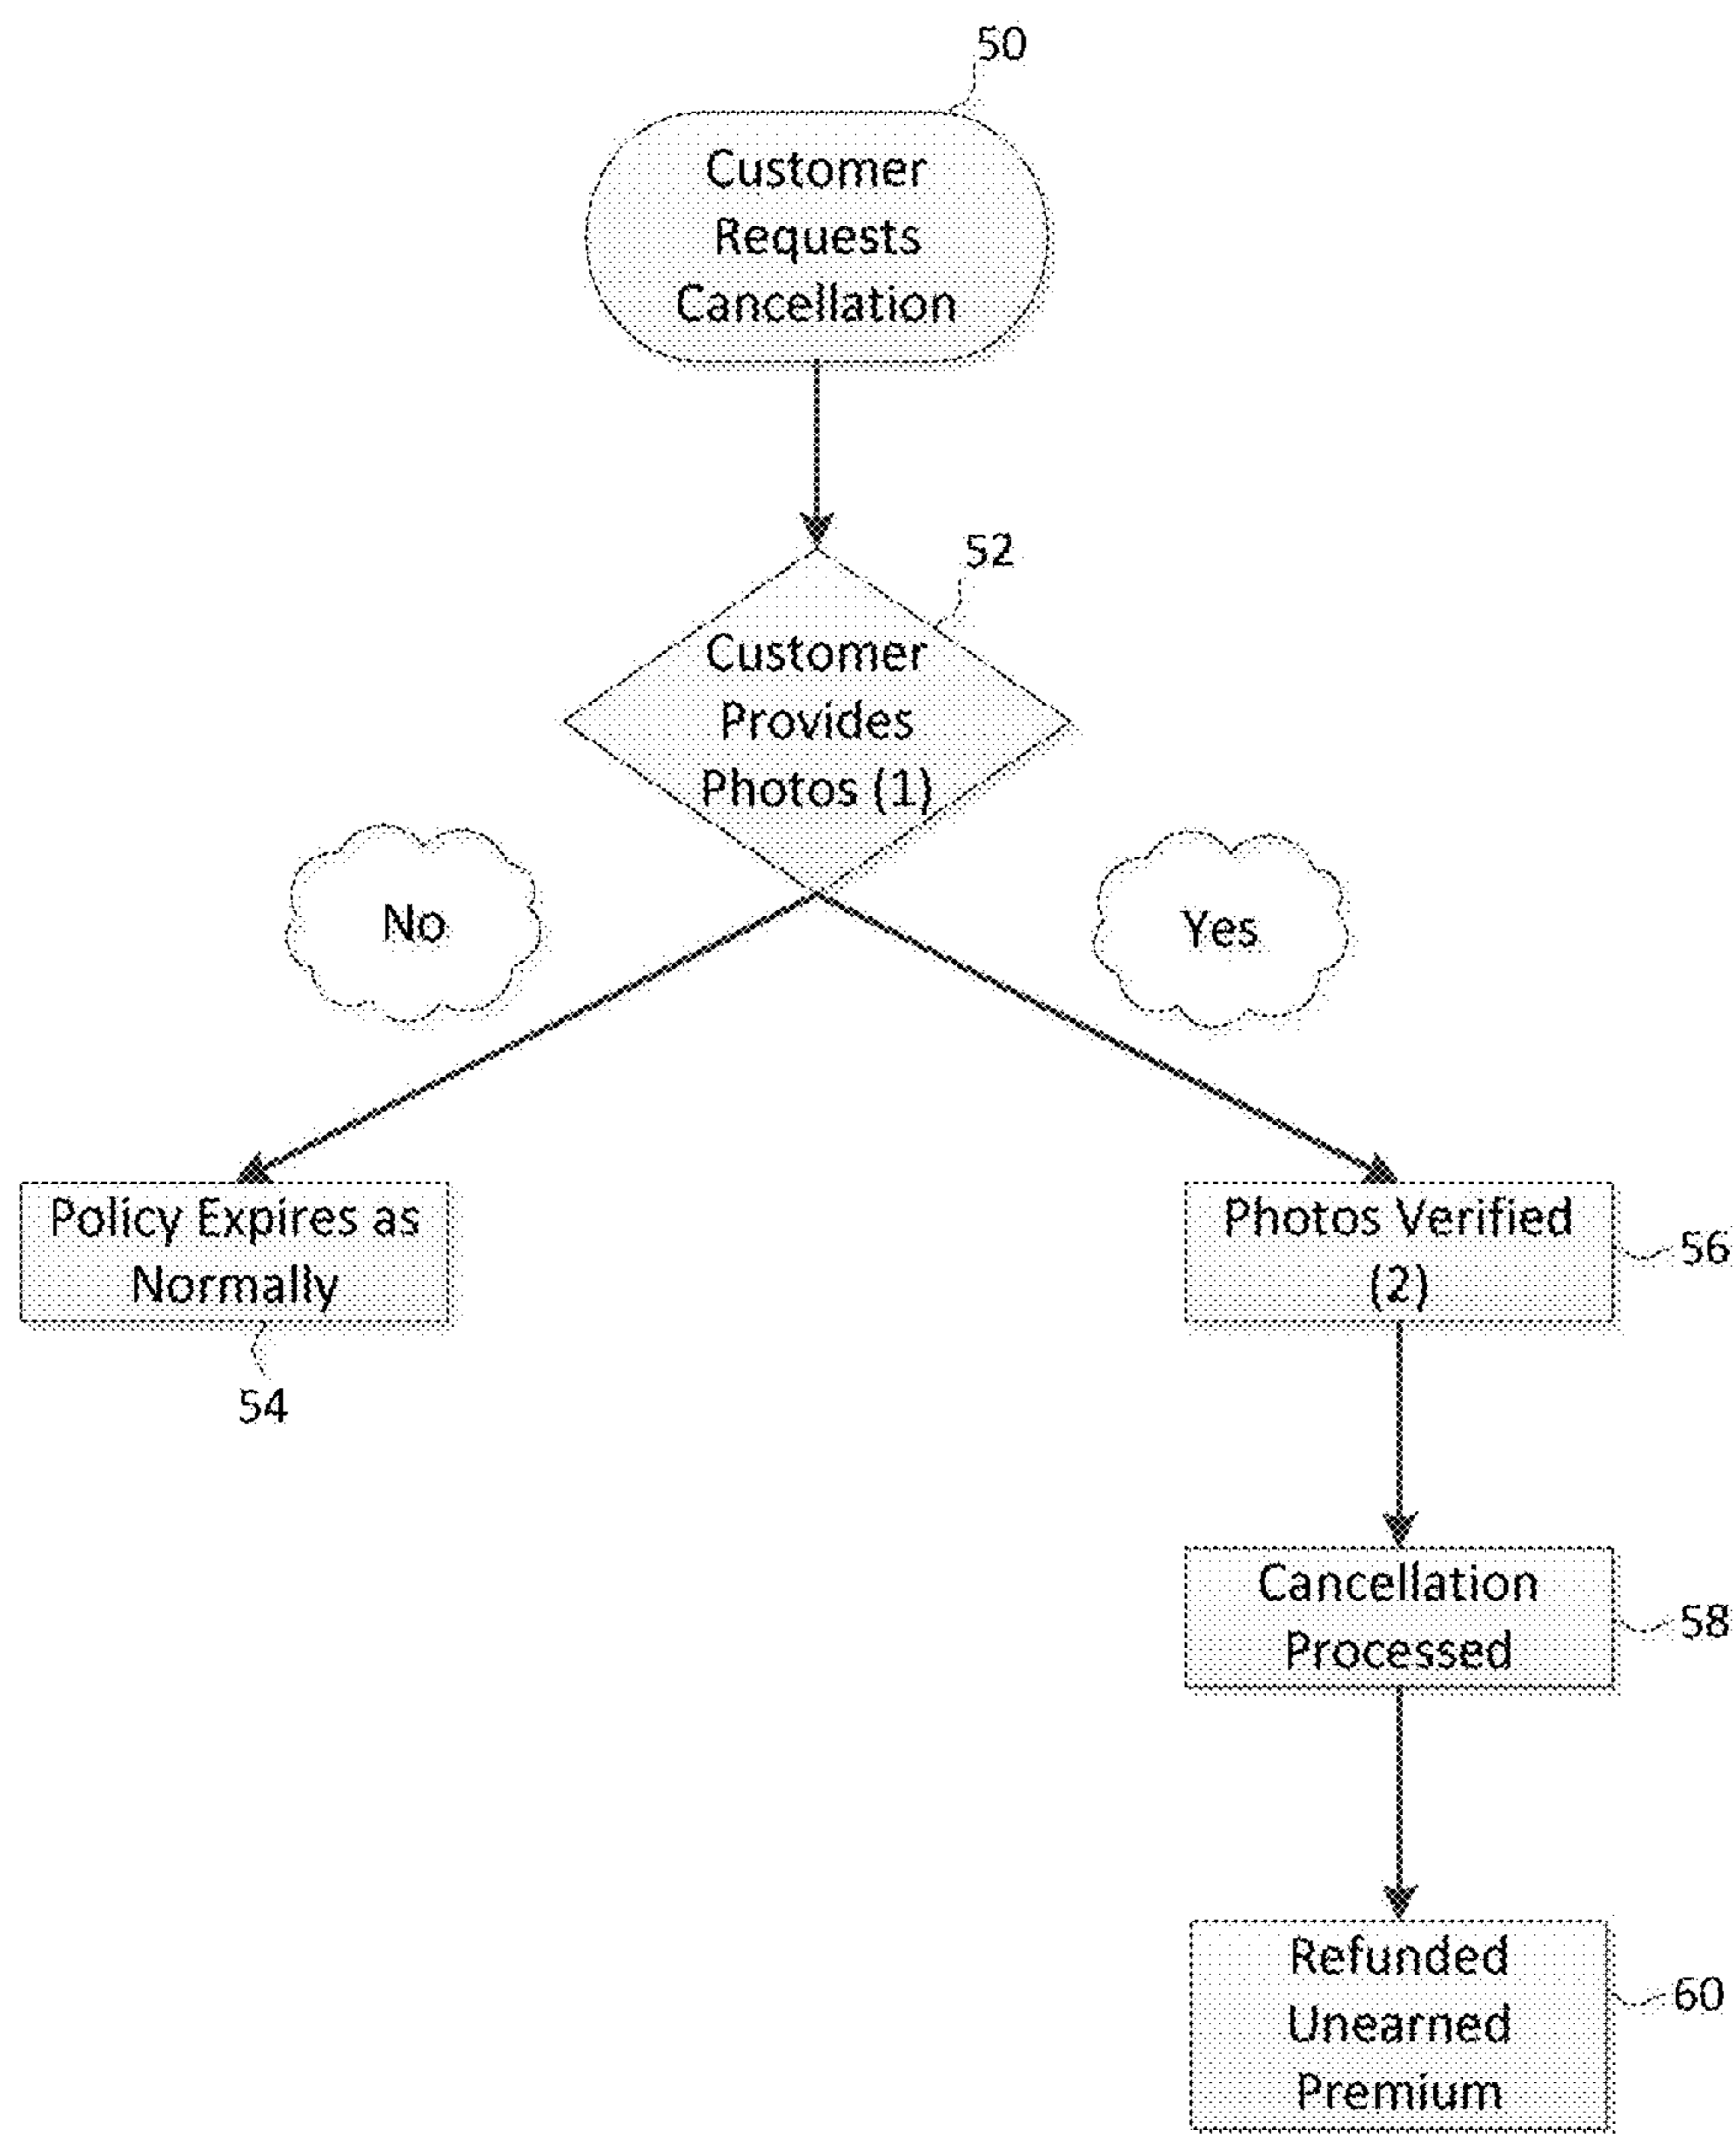 50
Customer
Requests
Cancellation
52
Customer
Provides
Photos (1)
No
Yes
Policy Expires as
Normally
54
Photos Verified
(2)
56
Cancellation
Processed
58
Refunded
Unearned
Premium
60